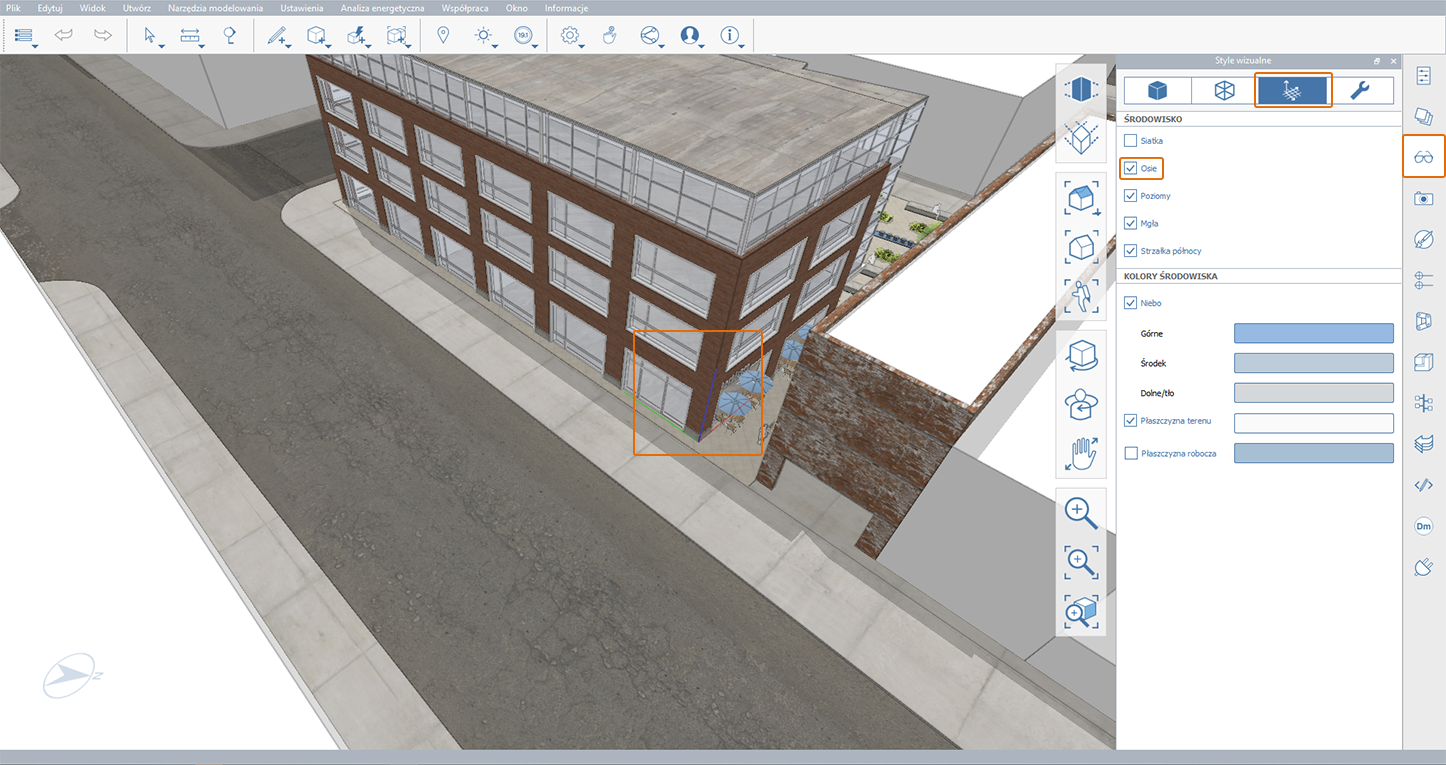 Plik Edytuj Widok Utwórz Narzędzia modelowania Ustawienia Analiza energetyczna Współpraca Okno Informacje
191
Style wizualne
ŚRODOWISKO
Siatka
Osie
Poziomy
Mgła
Strzałka północy
KOLORY ŚRODOWISKA
Niebo
Górne
Środek
Dolne/tło
Płaszczyzna terenu
Płaszczyzna robocza
Dm
N